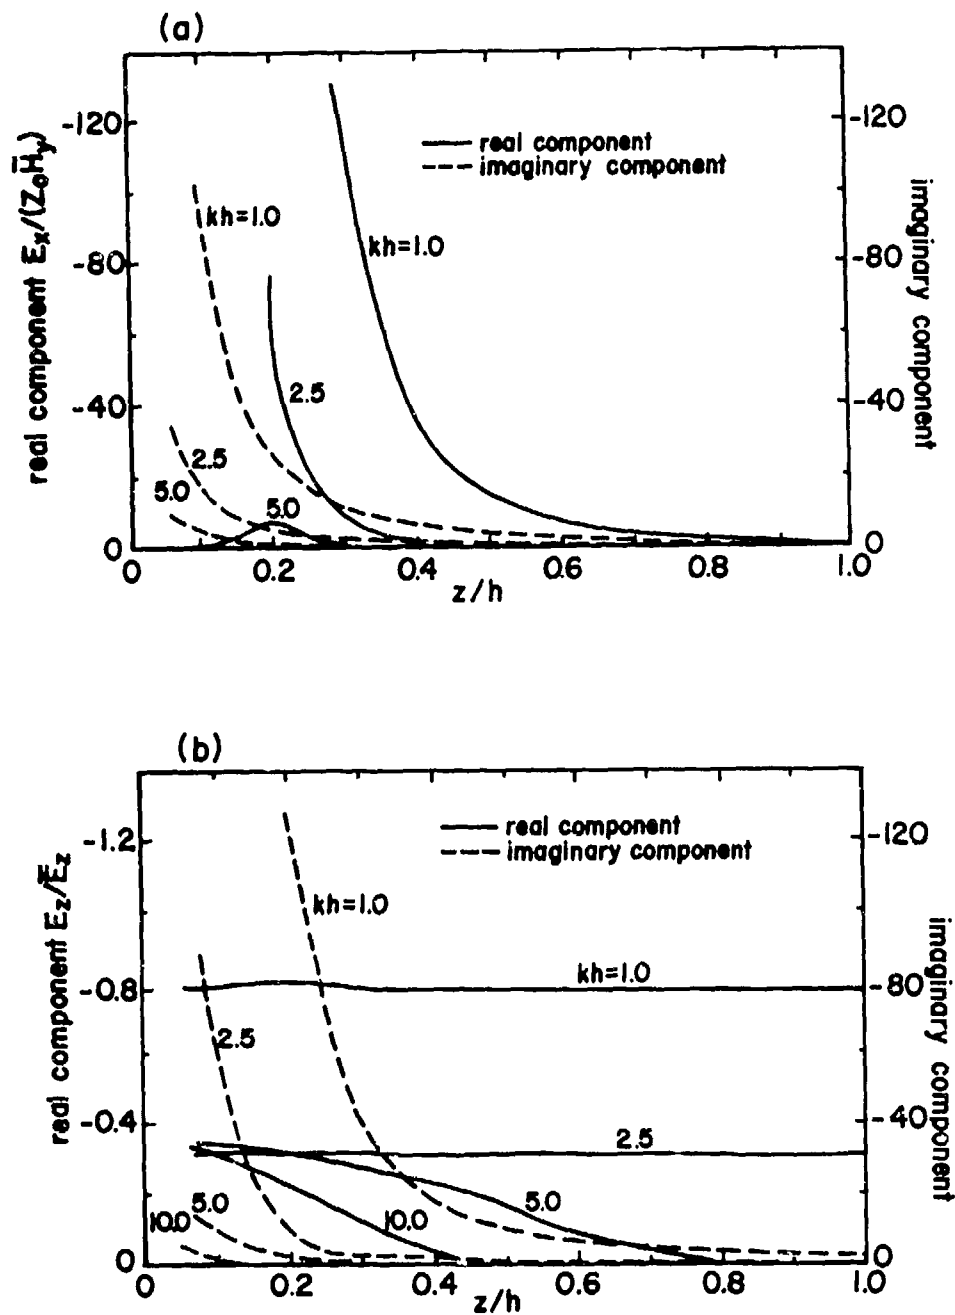 (a)
real component E̅x/(Z₀H̅y)
-120
-80
-40
0
real component
imaginary component
kh=1.0
kh=1.0
2.5
2.5
5.0
5.0
-120
-80
-40
0
imaginary component
0
0.2
0.4
0.6
0.8
1.0
z/h
(b)
real component Ez/E̅z
-1.2
-0.8
-0.4
0
real component
imaginary component
kh=1.0
kh=1.0
2.5
2.5
5.0
10.0
5.0
10.0
-120
-80
-40
0
imaginary component
0
0.2
0.4
0.6
0.8
1.0
z/h